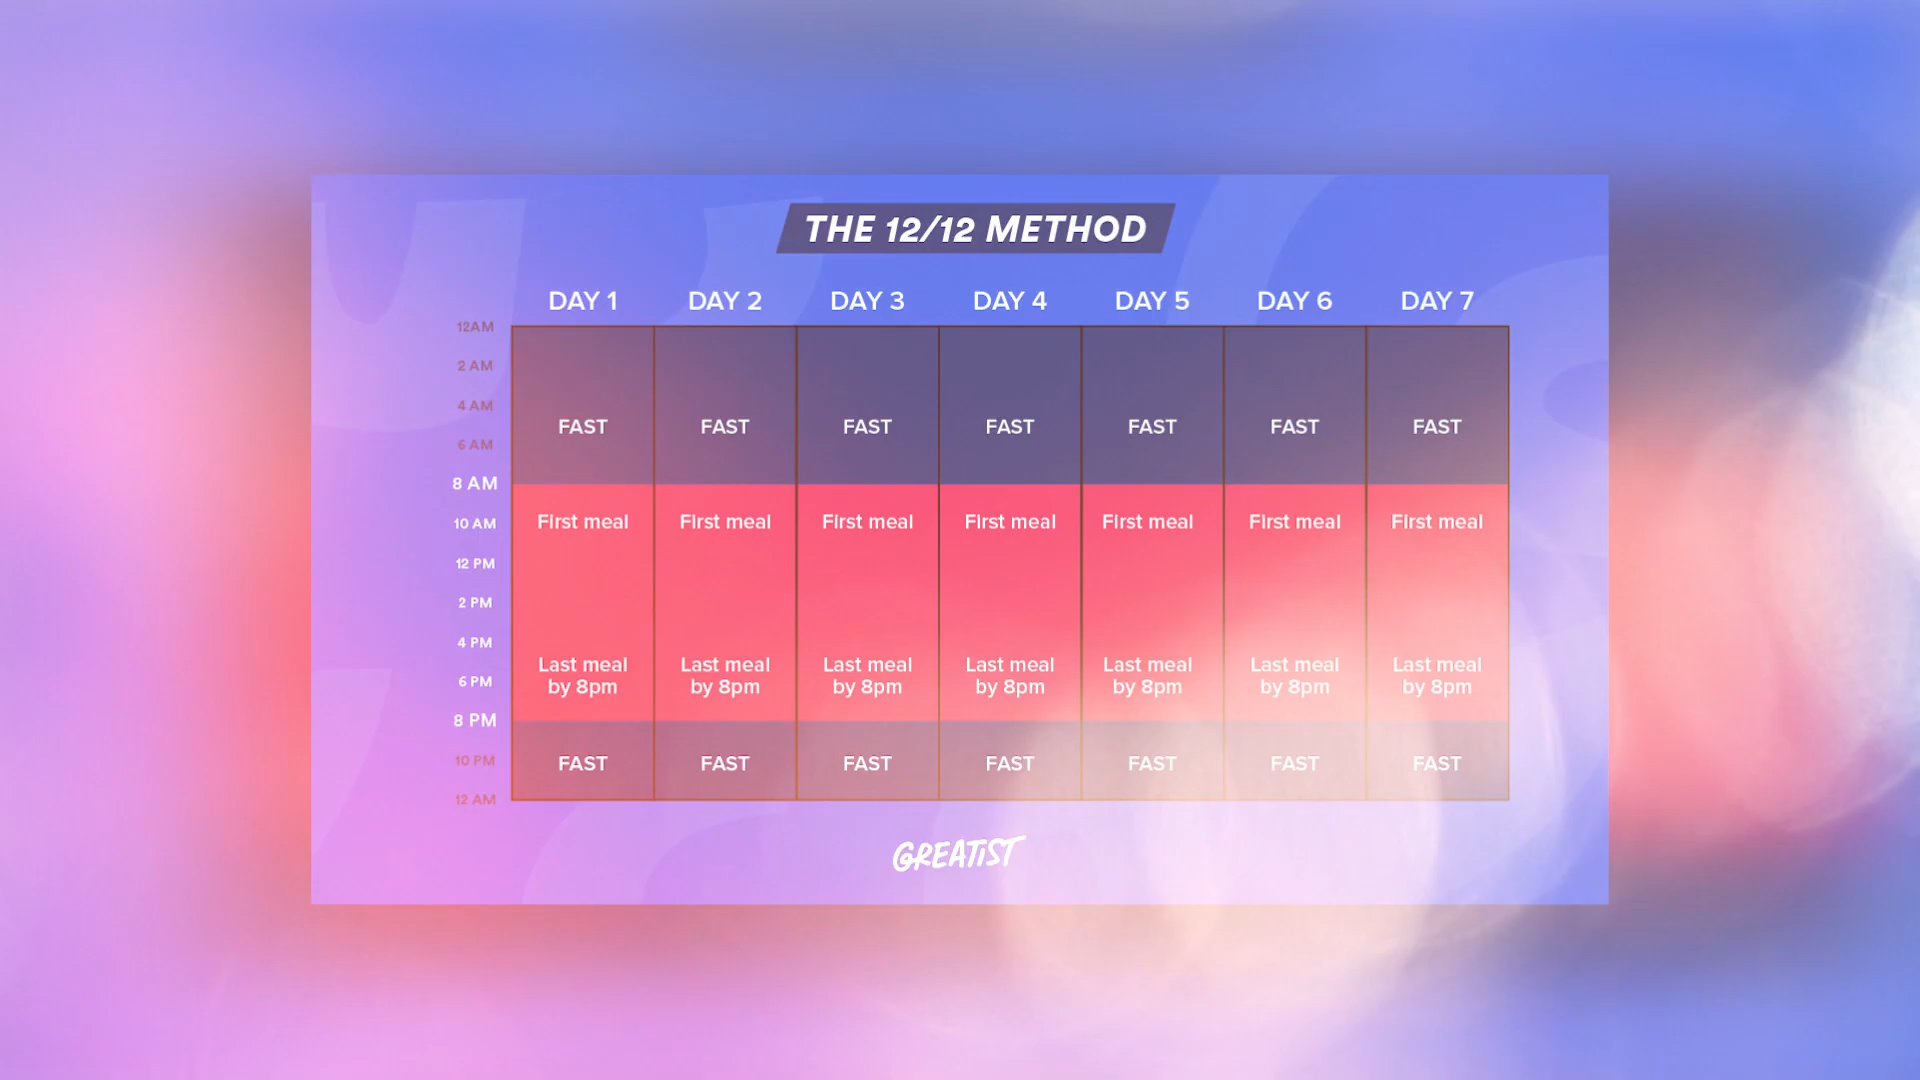 THE 12/12 METHOD
DAY 1 DAY 2 DAY 3 DAY 4 DAY 5 DAY 6 DAY 7
12AM
2 AM
4 AM
FAST FAST FAST FAST FAST FAST FAST
6 AM
8 AM
10 AM First meal First meal First meal First meal First meal First meal First meal
12 PM
2 PM
4 PM
Last meal Last meal Last meal Last meal Last meal Last meal Last meal
6 PM by 8pm by 8pm by 8pm by 8pm by 8pm by 8pm by 8pm
8 PM
10 PM FAST FAST FAST FAST FAST FAST FAST
12 AM
GREATIST